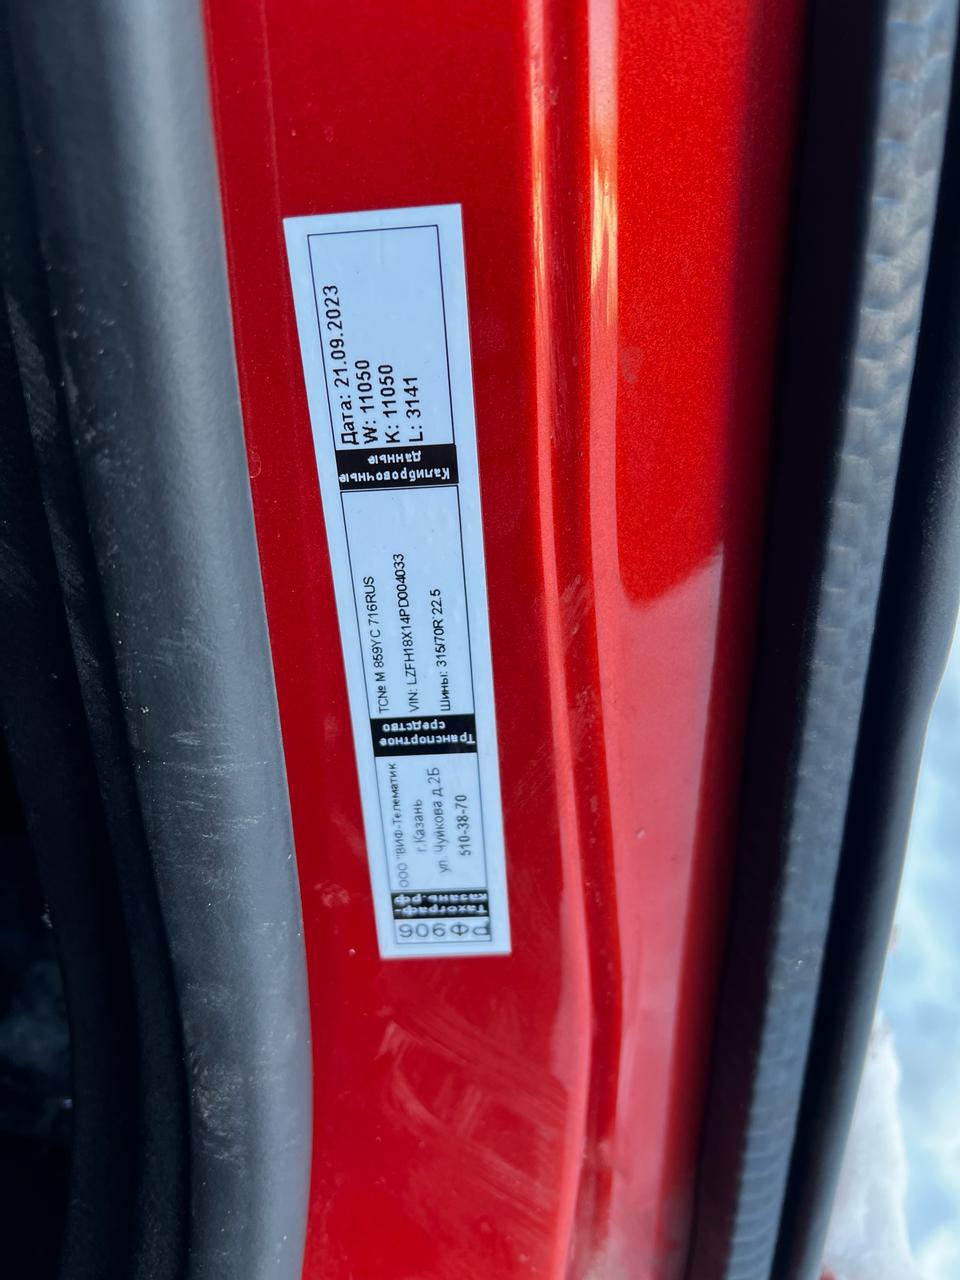 РФ906
Тахограф-
казань.рф
ООО "ВИФ-Телематик
г.Казань
ул. Чуйкова д.2Б
510-38-70
Транспортное
средство
ТС№ М 859УС 716RUS
VIN: LZFH18X14PD004033
Шины: 315/70R 22.5
Калибровочные
данные
Дата: 21.09.2023
W: 11050
K: 11050
L: 3141